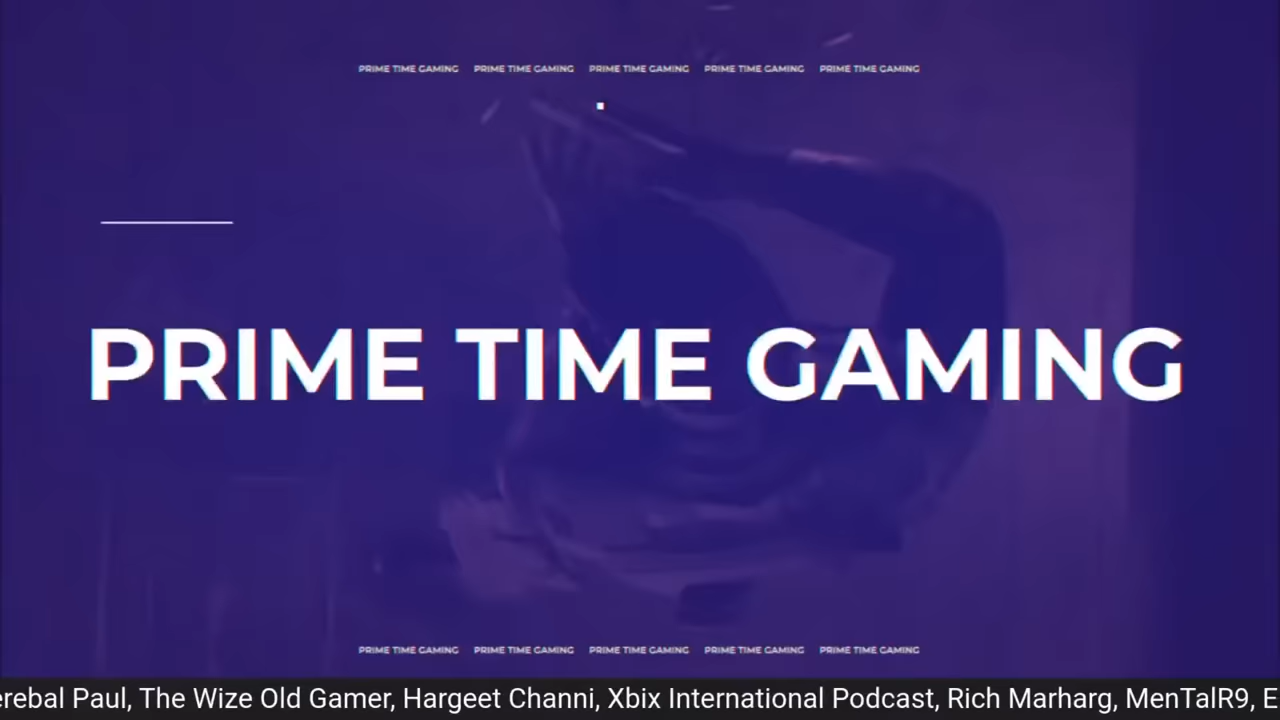 PRIME TIME GAMING PRIME TIME GAMING PRIME TIME GAMING PRIME TIME GAMING PRIME TIME GAMING
PRIME TIME GAMING
PRIME TIME GAMING PRIME TIME GAMING PRIME TIME GAMING PRIME TIME GAMING PRIME TIME GAMING
Paul, The Wize Old Gamer, Hargeet Channi, Xbix International Podcast, Rich Marharg, MenTalR9,